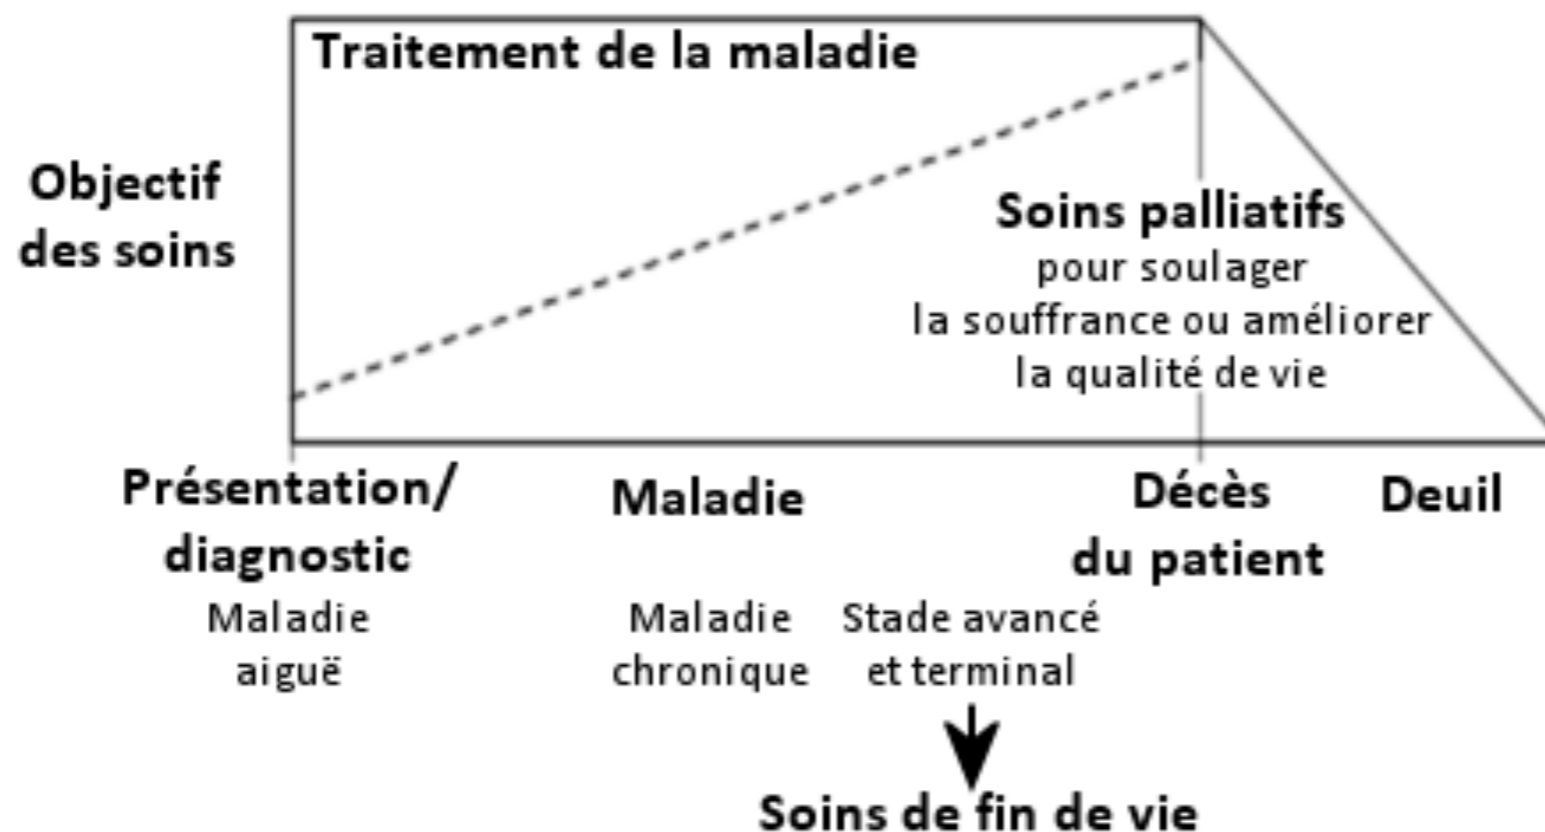 Traitement de la maladie
Objectif
des soins
Soins palliatifs
pour soulager
la souffrance ou améliorer
la qualité de vie
Présentation/
diagnostic
Maladie
aiguë
Maladie
Maladie
chronique
Stade avancé
et terminal
Décès
du patient
Deuil
Soins de fin de vie